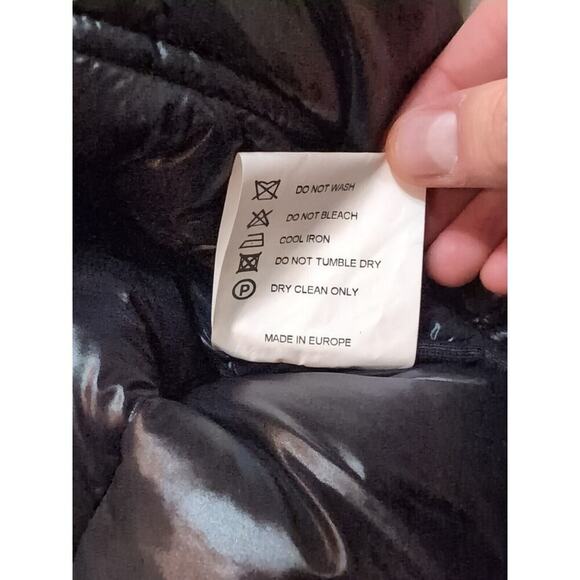 DO NOT WASH
DO NOT BLEACH
COOL IRON
DO NOT TUMBLE DRY
P DRY CLEAN ONLY
MADE IN EUROPE